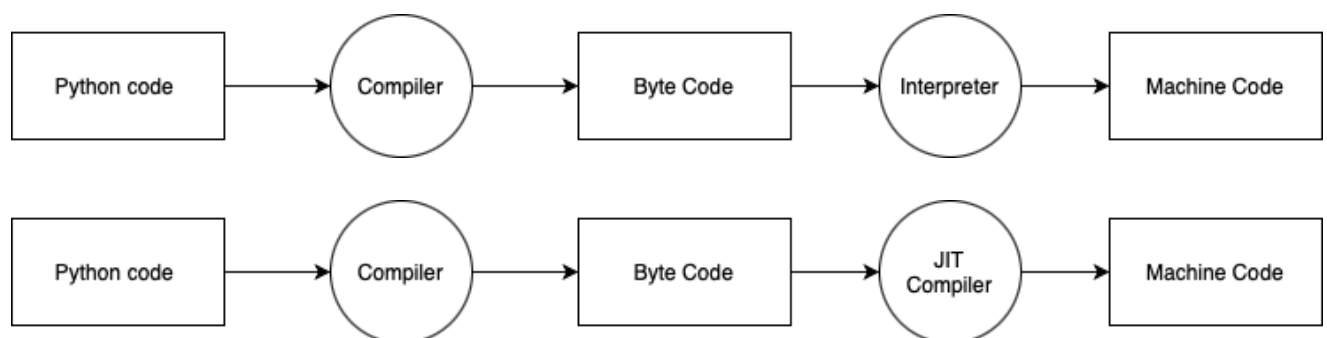 Python code
Compiler
Byte Code
Interpreter
Machine Code
Python code
Compiler
Byte Code
JIT
Compiler
Machine Code